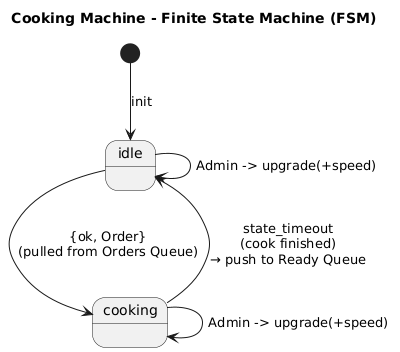 Cooking Machine - Finite State Machine (FSM)
init
idle
Admin -> upgrade(+speed)
{ok, Order}
(pulled from Orders Queue)
state_timeout
(cook finished)
→ push to Ready Queue
cooking
Admin -> upgrade(+speed)